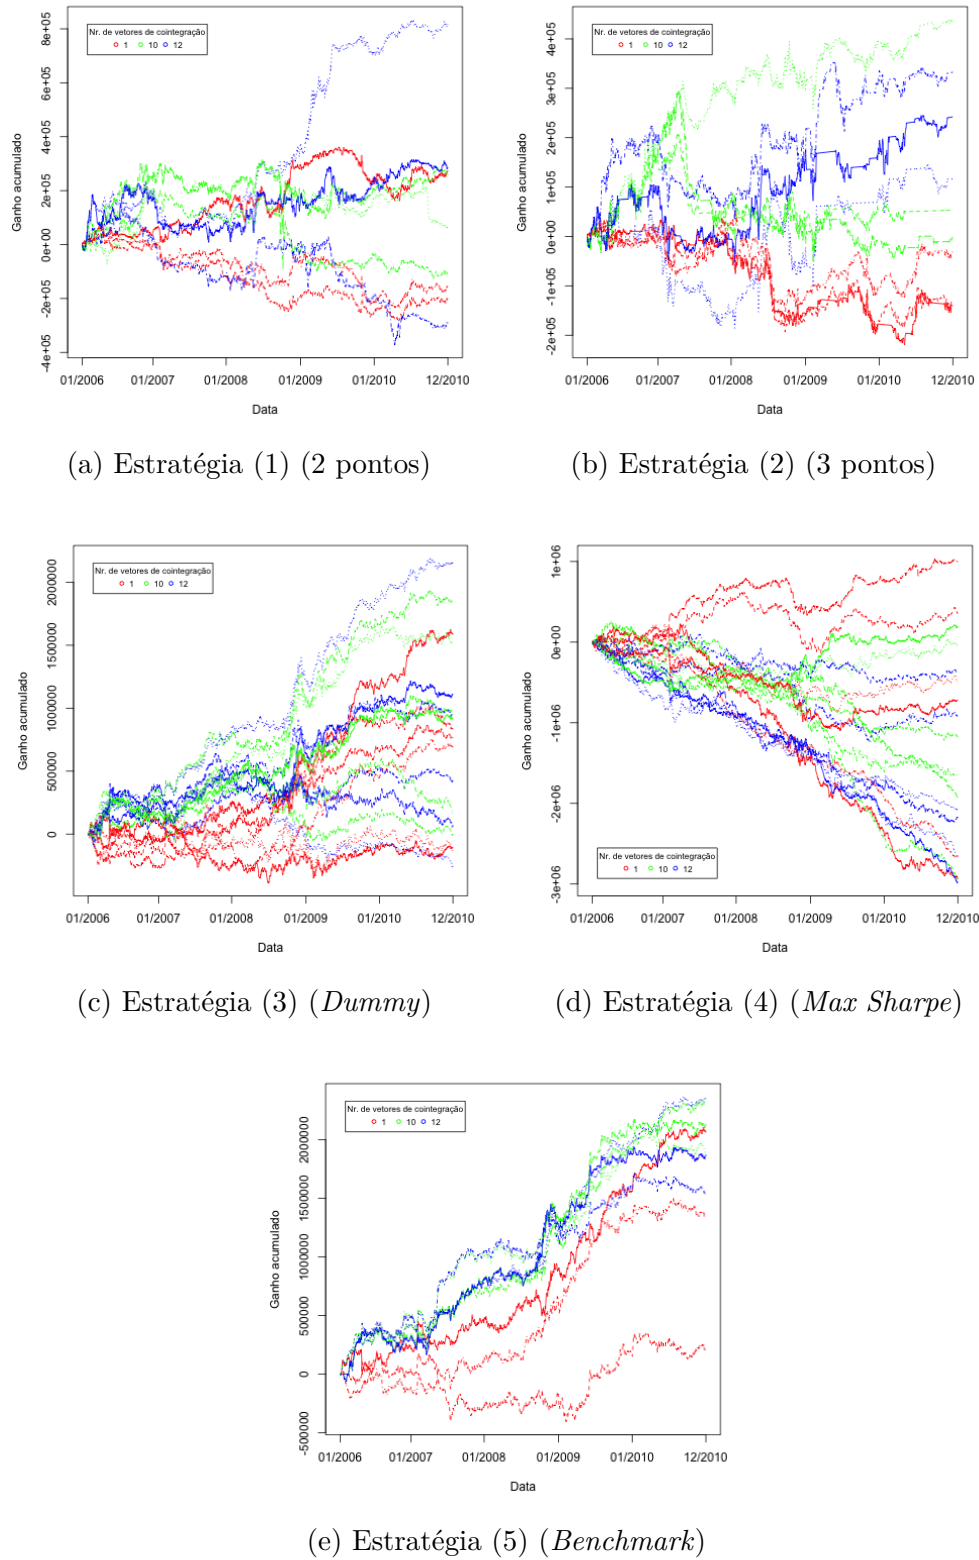 Nr. de vetores de cointegração
1 10 12
Ganho acumulado
8e+05
6e+05
4e+05
2e+05
0e+00
-2e+05
-4e+05
01/2006 01/2007 01/2008 01/2009 01/2010 12/2010
Data
(a) Estratégia (1) (2 pontos)
Nr. de vetores de cointegração
1 10 12
Ganho acumulado
4e+05
3e+05
2e+05
1e+05
0e+00
-1e+05
-2e+05
01/2006 01/2007 01/2008 01/2009 01/2010 12/2010
Data
(b) Estratégia (2) (3 pontos)
Nr. de vetores de cointegração
1 10 12
Ganho acumulado
2000000
1500000
1000000
500000
0
01/2006 01/2007 01/2008 01/2009 01/2010 12/2010
Data
(c) Estratégia (3) (Dummy)
Ganho acumulado
1e+06
0e+00
-1e+06
-2e+06
-3e+06
Nr. de vetores de cointegração
1 10 12
01/2006 01/2007 01/2008 01/2009 01/2010 12/2010
Data
(d) Estratégia (4) (Max Sharpe)
Nr. de vetores de cointegração
1 10 12
Ganho acumulado
2000000
1500000
1000000
500000
0
-500000
01/2006 01/2007 01/2008 01/2009 01/2010 12/2010
Data
(e) Estratégia (5) (Benchmark)